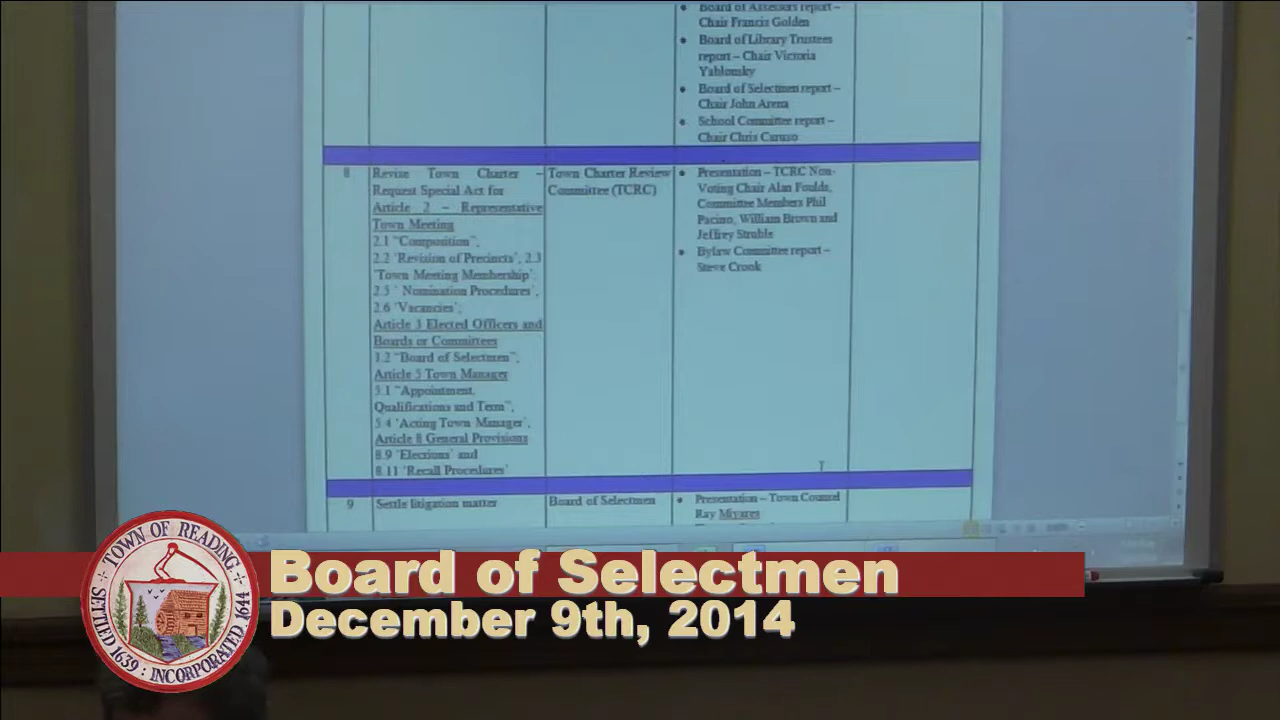 Board of Assessors report –
Chair Francis Golden
Board of Library Trustees
report – Chair Victoria
Yablonsky
Board of Selectmen report –
Chair John Arena
School Committee report –
Chair Chris Caruso
8
Revise Town Charter –
Request Special Act for
Article 2 – Representative
Town Meeting
2.1 "Composition",
2.2 'Revision of Precincts', 2.3
'Town Meeting Membership',
2.5 ' Nomination Procedures',
2.6 'Vacancies',
Article 3 Elected Officers and
Boards or Committees
3.2 "Board of Selectmen",
Article 5 Town Manager
5.1 "Appointment,
Qualifications and Term",
5.4 'Acting Town Manager',
Article 8 General Provisions
8.9 'Elections' and
8.11 'Recall Procedures'
Town Charter Review
Committee (TCRC)
Presentation – TCRC Non-
Voting Chair Alan Foulds,
Committee Members Phil
Pacino, William Brown and
Jeffrey Struble
Bylaw Committee report –
Steve Crook
9
Settle litigation matter
Board of Selectmen
Presentation – Town Counsel
Ray Miyares
TOWN OF READING
SETTLED 1639 : INCORPORATED 1644
Board of Selectmen
December 9th, 2014